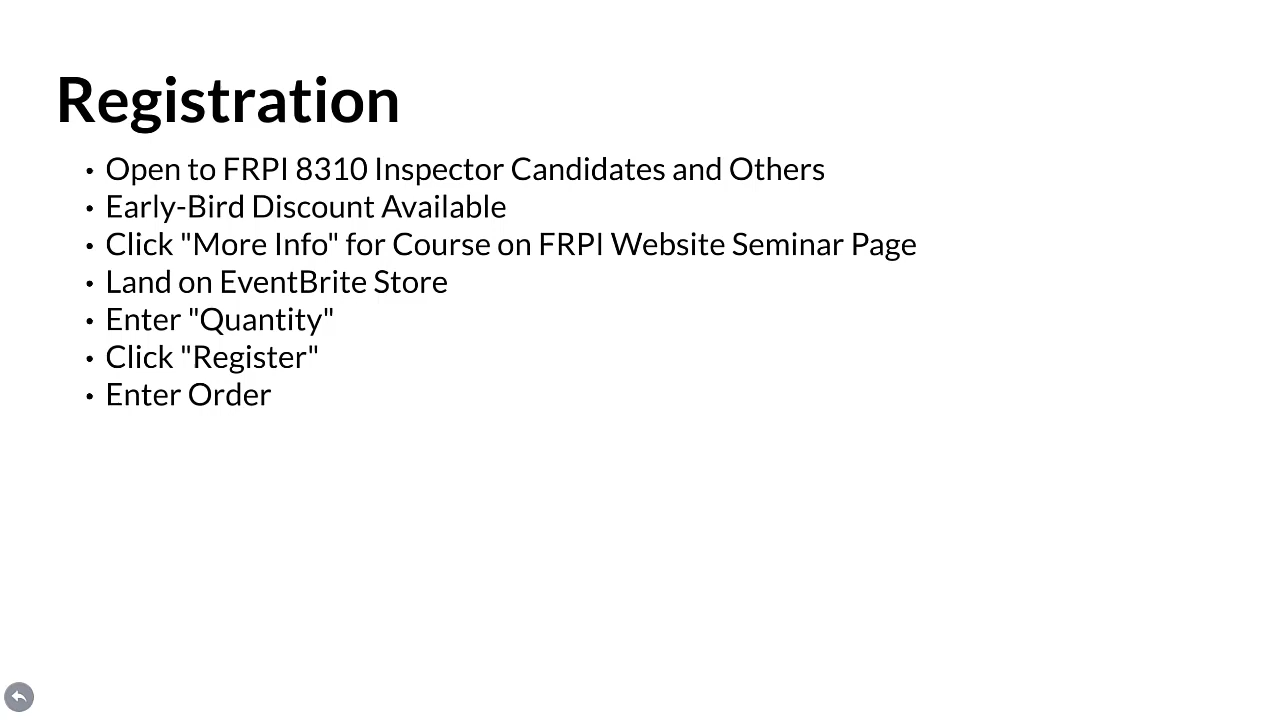 Registration
• Open to FRPI 8310 Inspector Candidates and Others
• Early-Bird Discount Available
• Click "More Info" for Course on FRPI Website Seminar Page
• Land on EventBrite Store
• Enter "Quantity"
• Click "Register"
• Enter Order